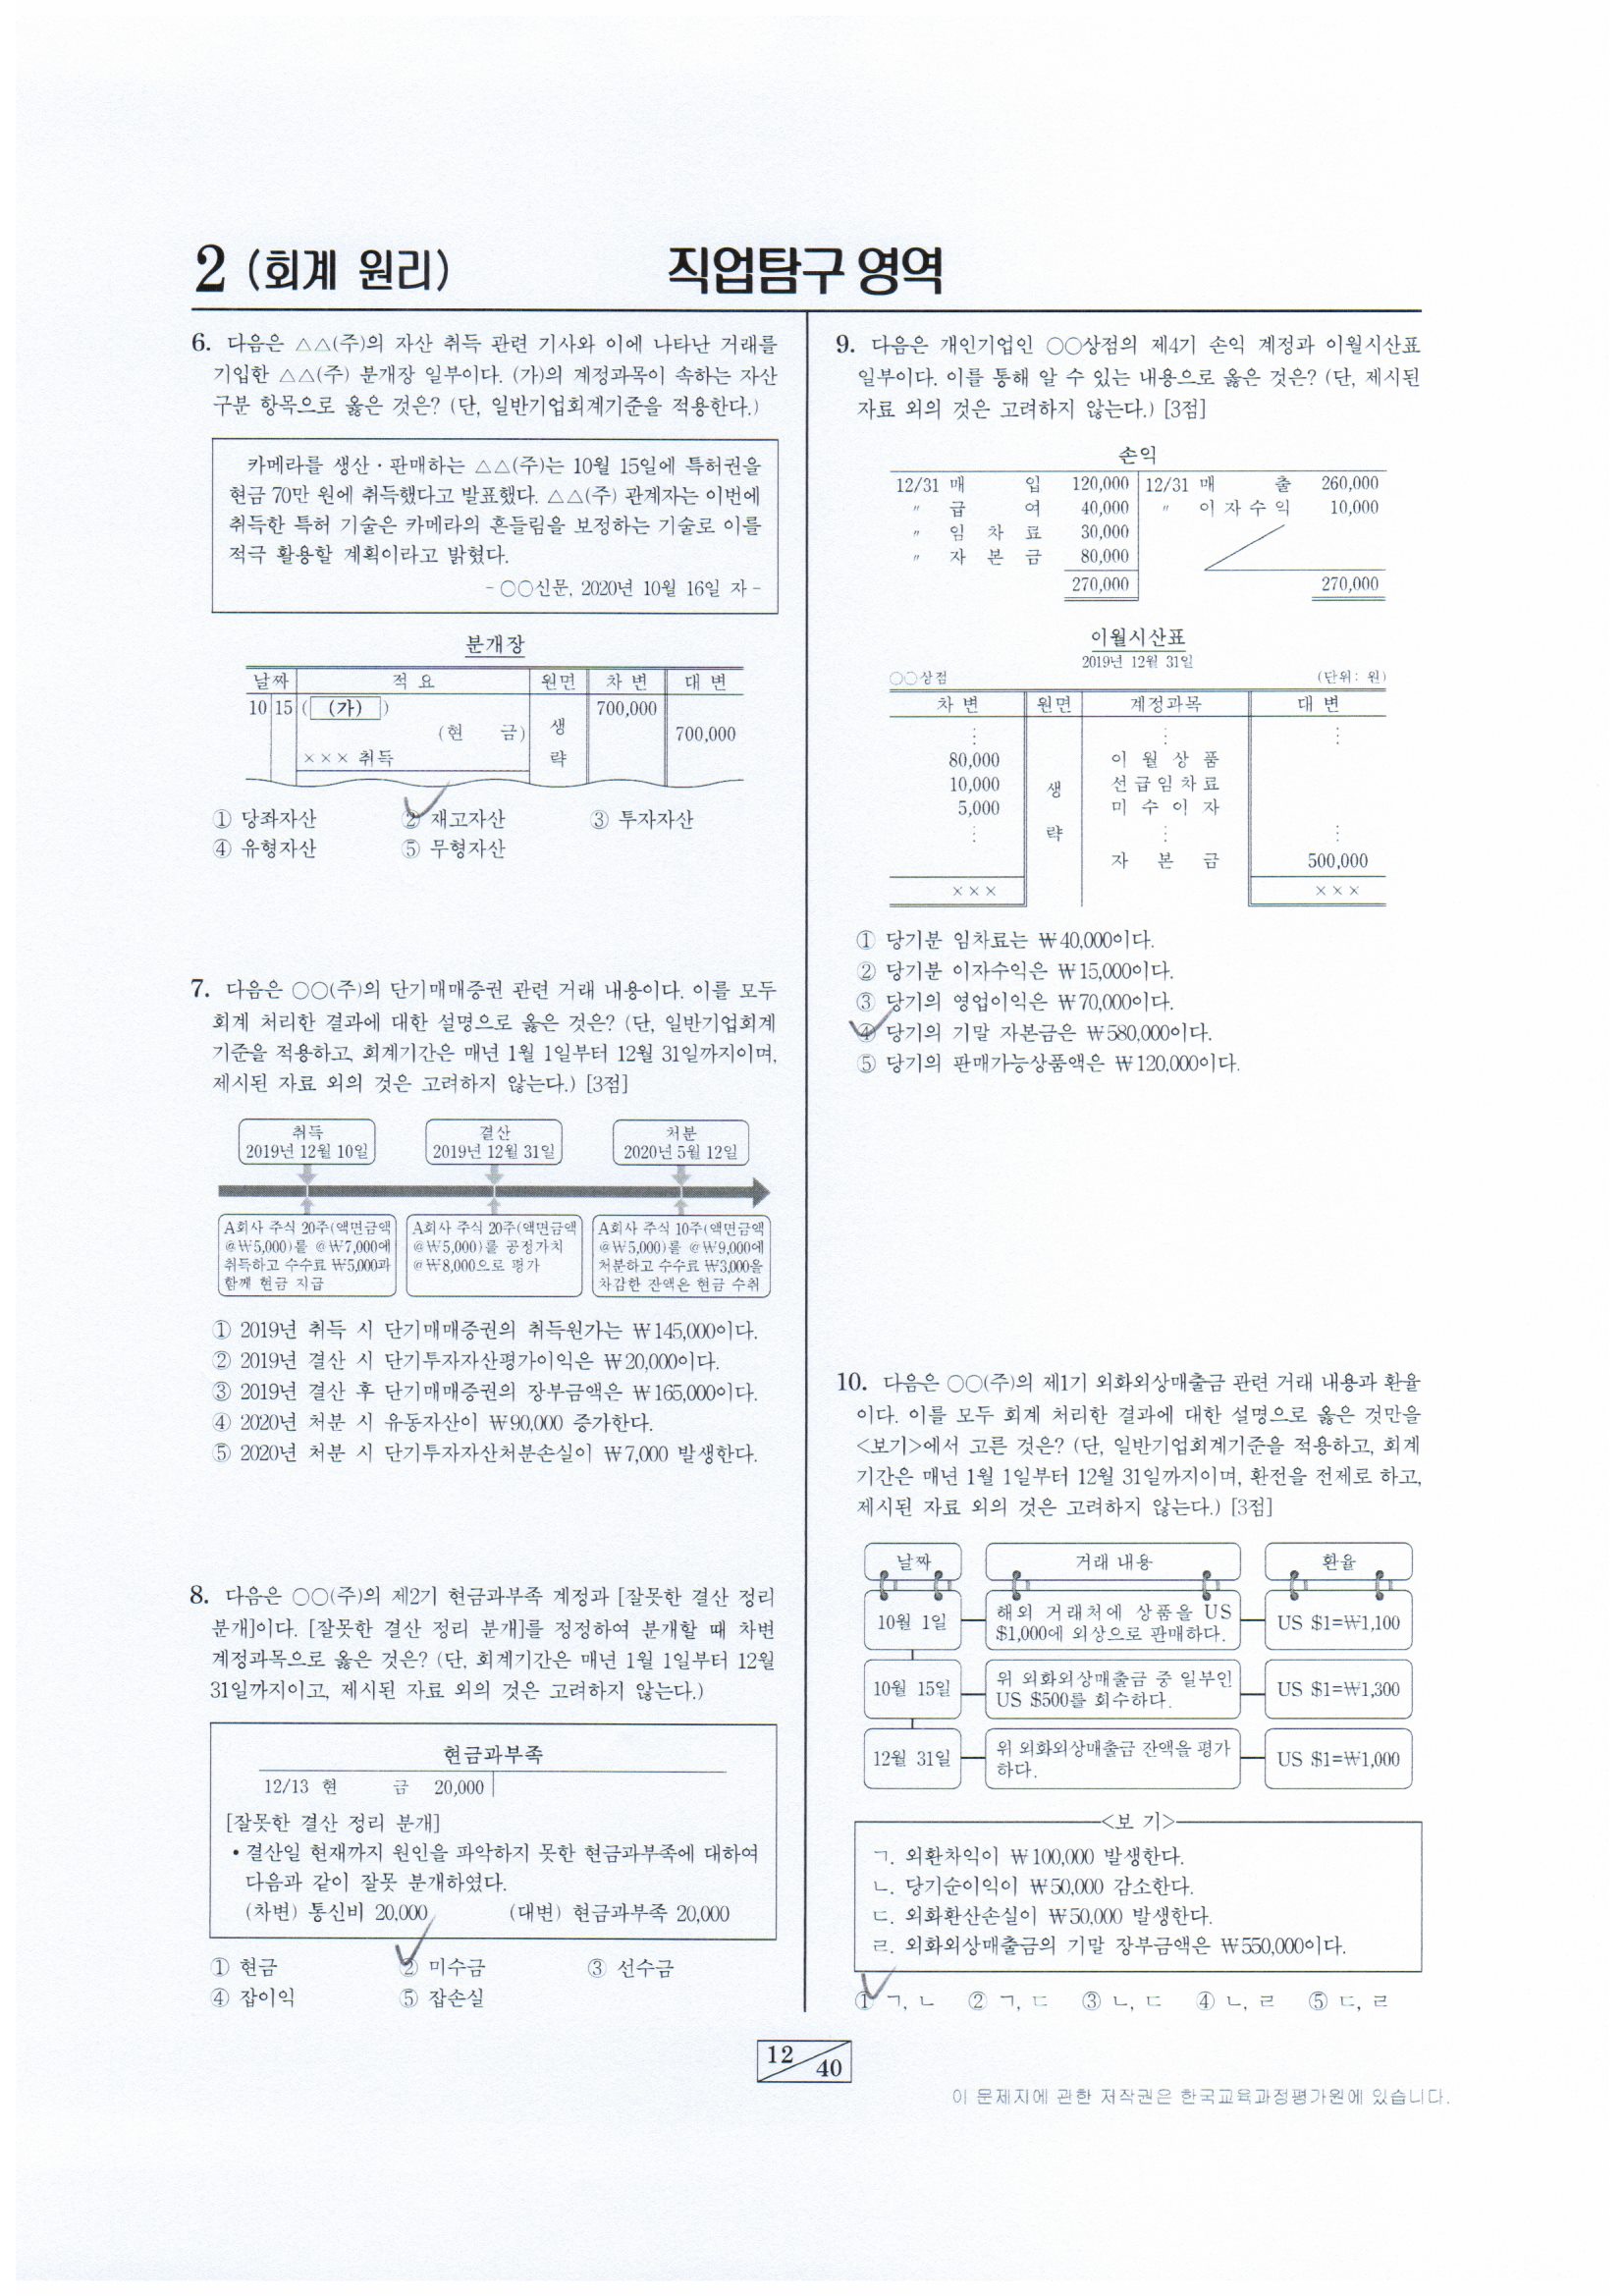 2 (회계 원리)
직업탐구 영역
6. 다음은 △△(주)의 자산 취득 관련 기사와 이에 나타난 거래를
기입한 △△(주) 분개장 일부이다. (가)의 계정과목이 속하는 자산
구분 항목으로 옳은 것은? (단, 일반기업회계기준을 적용한다.)
카메라를 생산·판매하는 △△(주)는 10월 15일에 특허권을
현금 70만 원에 취득했다고 발표했다. △△(주) 관계자는 이번에
취득한 특허 기술은 카메라의 흔들림을 보정하는 기술로 이를
적극 활용할 계획이라고 밝혔다.
- ○○신문, 2020년 10월 16일 자 -
분개장
날짜 적 요 원면 차 변 대 변
10 15 ( (가) ) 700,000
(현 금) 생 700,000
××× 취득 략
① 당좌자산 ② 재고자산 ③ 투자자산
④ 유형자산 ⑤ 무형자산
7. 다음은 ○○(주)의 단기매매증권 관련 거래 내용이다. 이를 모두
회계 처리한 결과에 대한 설명으로 옳은 것은? (단, 일반기업회계
기준을 적용하고, 회계기간은 매년 1월 1일부터 12월 31일까지이며,
제시된 자료 외의 것은 고려하지 않는다.) [3점]
취득 결산 처분
2019년 12월 10일 2019년 12월 31일 2020년 5월 12일
A회사 주식 20주(액면금액 A회사 주식 20주(액면금액 A회사 주식 10주(액면금액
@₩5,000)를 @₩7,000에 @₩5,000)를 공정가치 @₩5,000)를 @₩9,000에
취득하고 수수료 ₩5,000과 @₩8,000으로 평가 처분하고 수수료 ₩3,000을
함께 현금 지급 차감한 잔액은 현금 수취
① 2019년 취득 시 단기매매증권의 취득원가는 ₩145,000이다.
② 2019년 결산 시 단기투자자산평가이익은 ₩20,000이다.
③ 2019년 결산 후 단기매매증권의 장부금액은 ₩165,000이다.
④ 2020년 처분 시 유동자산이 ₩90,000 증가한다.
⑤ 2020년 처분 시 단기투자자산처분손실이 ₩7,000 발생한다.
8. 다음은 ○○(주)의 제2기 현금과부족 계정과 [잘못한 결산 정리
분개]이다. [잘못한 결산 정리 분개]를 정정하여 분개할 때 차변
계정과목으로 옳은 것은? (단, 회계기간은 매년 1월 1일부터 12월
31일까지이고, 제시된 자료 외의 것은 고려하지 않는다.)
현금과부족
12/13 현 금 20,000
[잘못한 결산 정리 분개]
• 결산일 현재까지 원인을 파악하지 못한 현금과부족에 대하여
다음과 같이 잘못 분개하였다.
(차변) 통신비 20,000 (대변) 현금과부족 20,000
① 현금 ② 미수금 ③ 선수금
④ 잡이익 ⑤ 잡손실
9. 다음은 개인기업인 ○○상점의 제4기 손익 계정과 이월시산표
일부이다. 이를 통해 알 수 있는 내용으로 옳은 것은? (단, 제시된
자료 외의 것은 고려하지 않는다.) [3점]
손익
12/31 매 입 120,000 12/31 매 출 260,000
〃 급 여 40,000 〃 이자수익 10,000
〃 임 차 료 30,000
〃 자 본 금 80,000
270,000 270,000
이월시산표
2019년 12월 31일
○○상점 (단위: 원)
차 변 원면 계정과목 대 변
⋮ ⋮ ⋮
80,000 이 월 상 품
10,000 생 선급임차료
5,000 미 수 이 자
⋮ 략 ⋮ ⋮
자 본 금 500,000
××× ×××
① 당기분 임차료는 ₩40,000이다.
② 당기분 이자수익은 ₩15,000이다.
③ 당기의 영업이익은 ₩70,000이다.
④ 당기의 기말 자본금은 ₩580,000이다.
⑤ 당기의 판매가능상품액은 ₩120,000이다.
10. 다음은 ○○(주)의 제1기 외화외상매출금 관련 거래 내용과 환율
이다. 이를 모두 회계 처리한 결과에 대한 설명으로 옳은 것만을
<보기>에서 고른 것은? (단, 일반기업회계기준을 적용하고, 회계
기간은 매년 1월 1일부터 12월 31일까지이며, 환전을 전제로 하고,
제시된 자료 외의 것은 고려하지 않는다.) [3점]
날짜 거래 내용 환율
10월 1일 해외 거래처에 상품을 US US $1=₩1,100
$1,000에 외상으로 판매하다.
10월 15일 위 외화외상매출금 중 일부인 US $1=₩1,300
US $500를 회수하다.
12월 31일 위 외화외상매출금 잔액을 평가 US $1=₩1,000
하다.
<보 기>
ㄱ. 외환차익이 ₩100,000 발생한다.
ㄴ. 당기순이익이 ₩50,000 감소한다.
ㄷ. 외화환산손실이 ₩50,000 발생한다.
ㄹ. 외화외상매출금의 기말 장부금액은 ₩550,000이다.
① ㄱ, ㄴ ② ㄱ, ㄷ ③ ㄴ, ㄷ ④ ㄴ, ㄹ ⑤ ㄷ, ㄹ
12 40
이 문제지에 관한 저작권은 한국교육과정평가원에 있습니다.